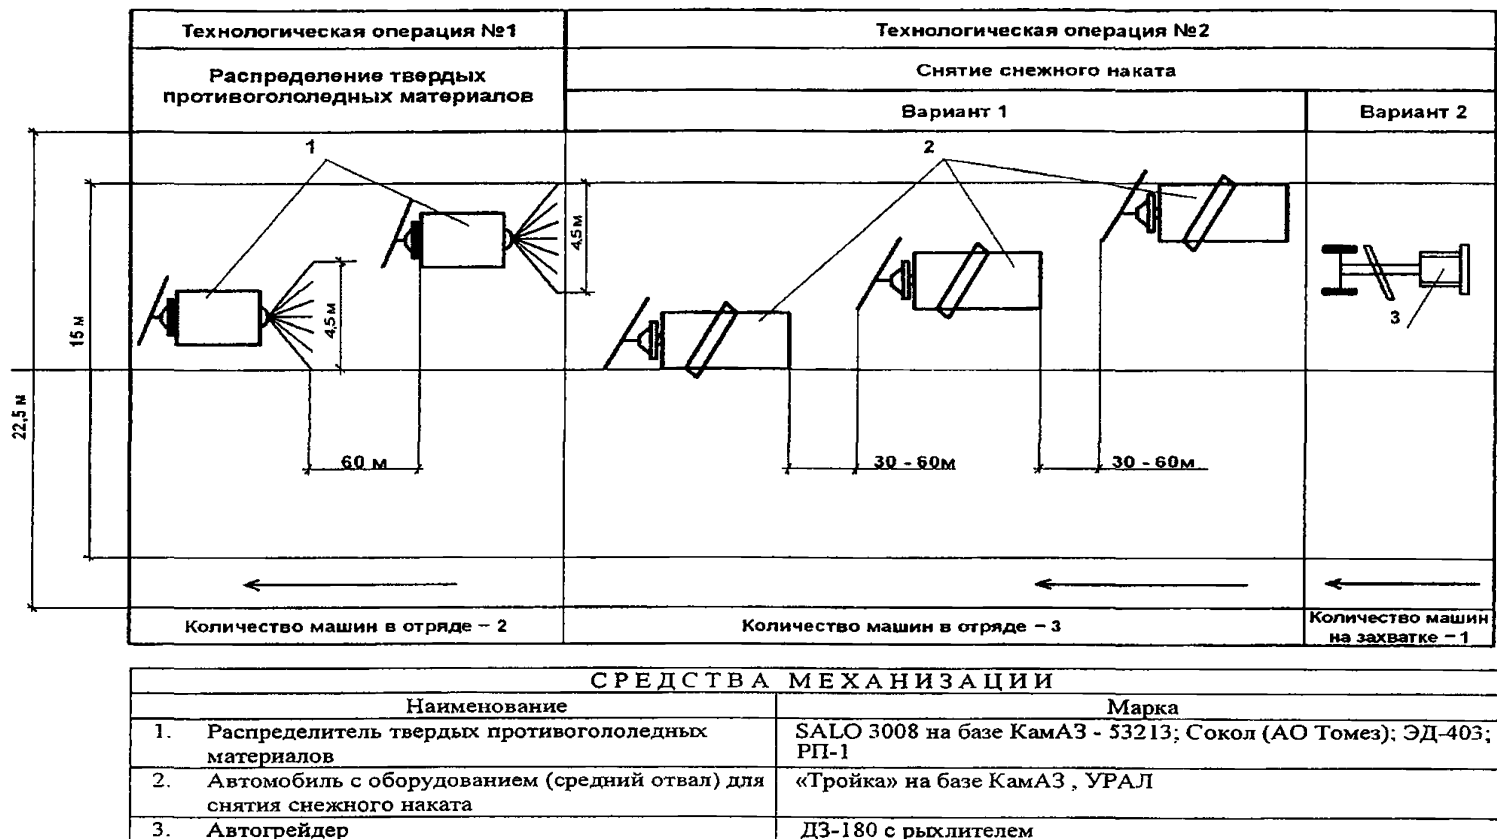 Технологическая операция №1
Технологическая операция №2
Распределение твердых
противогололедных материалов
Снятие снежного наката
Вариант 1
Вариант 2
1
2
4,5 м
4,5 м
15 м
3
22,5 м
60 м
30 - 60м
30 - 60м
Количество машин в отряде - 2
Количество машин в отряде - 3
Количество машин
на захватке - 1
СРЕДСТВА МЕХАНИЗАЦИИ
Наименование
Марка
1. Распределитель твердых противогололедных
материалов
SALO 3008 на базе КамАЗ - 53213; Сокол (АО Томез); ЭД-403;
РП-1
2. Автомобиль с оборудованием (средний отвал) для
снятия снежного наката
«Тройка» на базе КамАЗ , УРАЛ
3. Автогрейдер
ДЗ-180 с рыхлителем